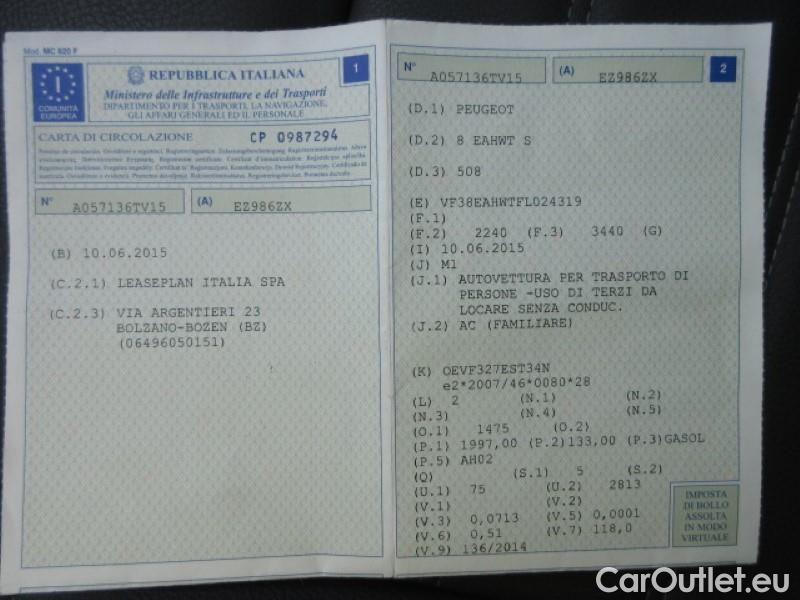 Mod. MC 820 F
1
COMUNITÀ
EUROPEA
I
REPUBBLICA ITALIANA
Ministero delle Infrastrutture e dei Trasporti
DIPARTIMENTO PER I TRASPORTI, LA NAVIGAZIONE,
GLI AFFARI GENERALI ED IL PERSONALE
CARTA DI CIRCOLAZIONE CP 0987294
N° A057136TV15 (A) EZ986ZX
(B) 10.06.2015
(C.2.1) LEASEPLAN ITALIA SPA
(C.2.3) VIA ARGENTIERI 23
BOLZANO-BOZEN (BZ)
(06496050151)
N° A057136TV15 (A) EZ986ZX 2
(D.1) PEUGEOT
(D.2) 8 EAHWT S
(D.3) 508
(E) VF38EAHWTFL024319
(F.1)
(F.2) 2240 (F.3) 3440 (G)
(I) 10.06.2015
(J) M1
(J.1) AUTOVETTURA PER TRASPORTO DI
PERSONE -USO DI TERZI DA
LOCARE SENZA CONDUC.
(J.2) AC (FAMILIARE)
(K) OEVF327EST34N
e2*2007/46*0080*28
(L) 2 (N.1) (N.2)
(N.3) (N.4) (N.5)
(O.1) 1475 (O.2)
(P.1) 1997,00 (P.2)133,00 (P.3)GASOL
(P.5) AH02
(Q) (S.1) 5 (S.2)
(U.1) 75 (U.2) 2813
(V.1) (V.2)
(V.3) 0,0713 (V.5) 0,0001
(V.6) 0,51 (V.7) 118,0
(V.9) 136/2014
IMPOSTA
DI BOLLO
ASSOLTA
IN MODO
VIRTUALE
CarOutlet.eu